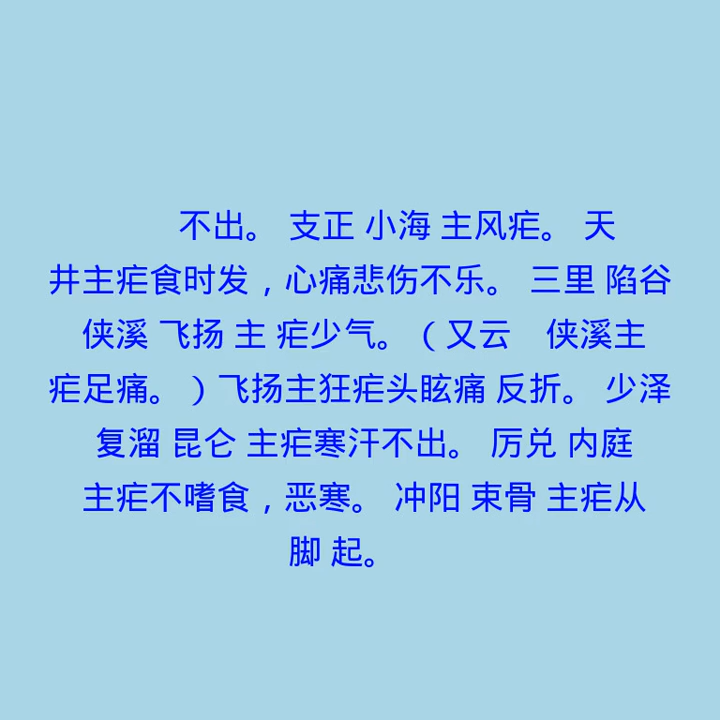 不出。 支正 小海 主风疟。 天
井主疟食时发，心痛悲伤不乐。 三里 陷谷
侠溪 飞扬 主 疟少气。（又云　侠溪主
疟足痛。）飞扬主狂疟头眩痛 反折。 少泽
复溜 昆仑 主疟寒汗不出。 厉兑 内庭
主疟不嗜食，恶寒。 冲阳 束骨 主疟从
脚 起。